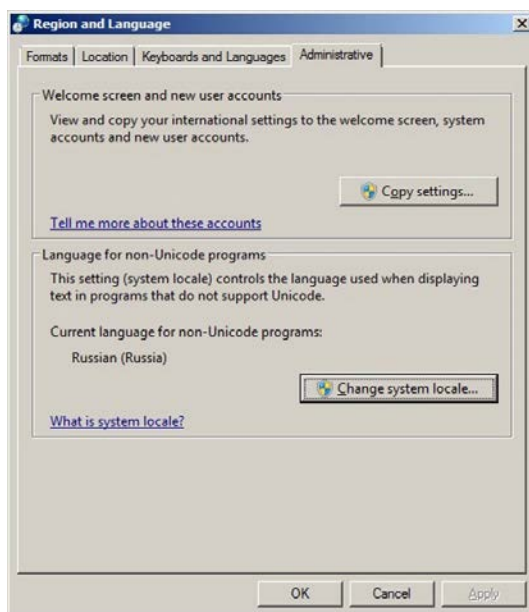 Region and Language
Formats Location Keyboards and Languages Administrative
Welcome screen and new user accounts
View and copy your international settings to the welcome screen, system
accounts and new user accounts.
Copy settings...
Tell me more about these accounts
Language for non-Unicode programs
This setting (system locale) controls the language used when displaying
text in programs that do not support Unicode.
Current language for non-Unicode programs:
Russian (Russia)
Change system locale...
What is system locale?
OK Cancel Apply